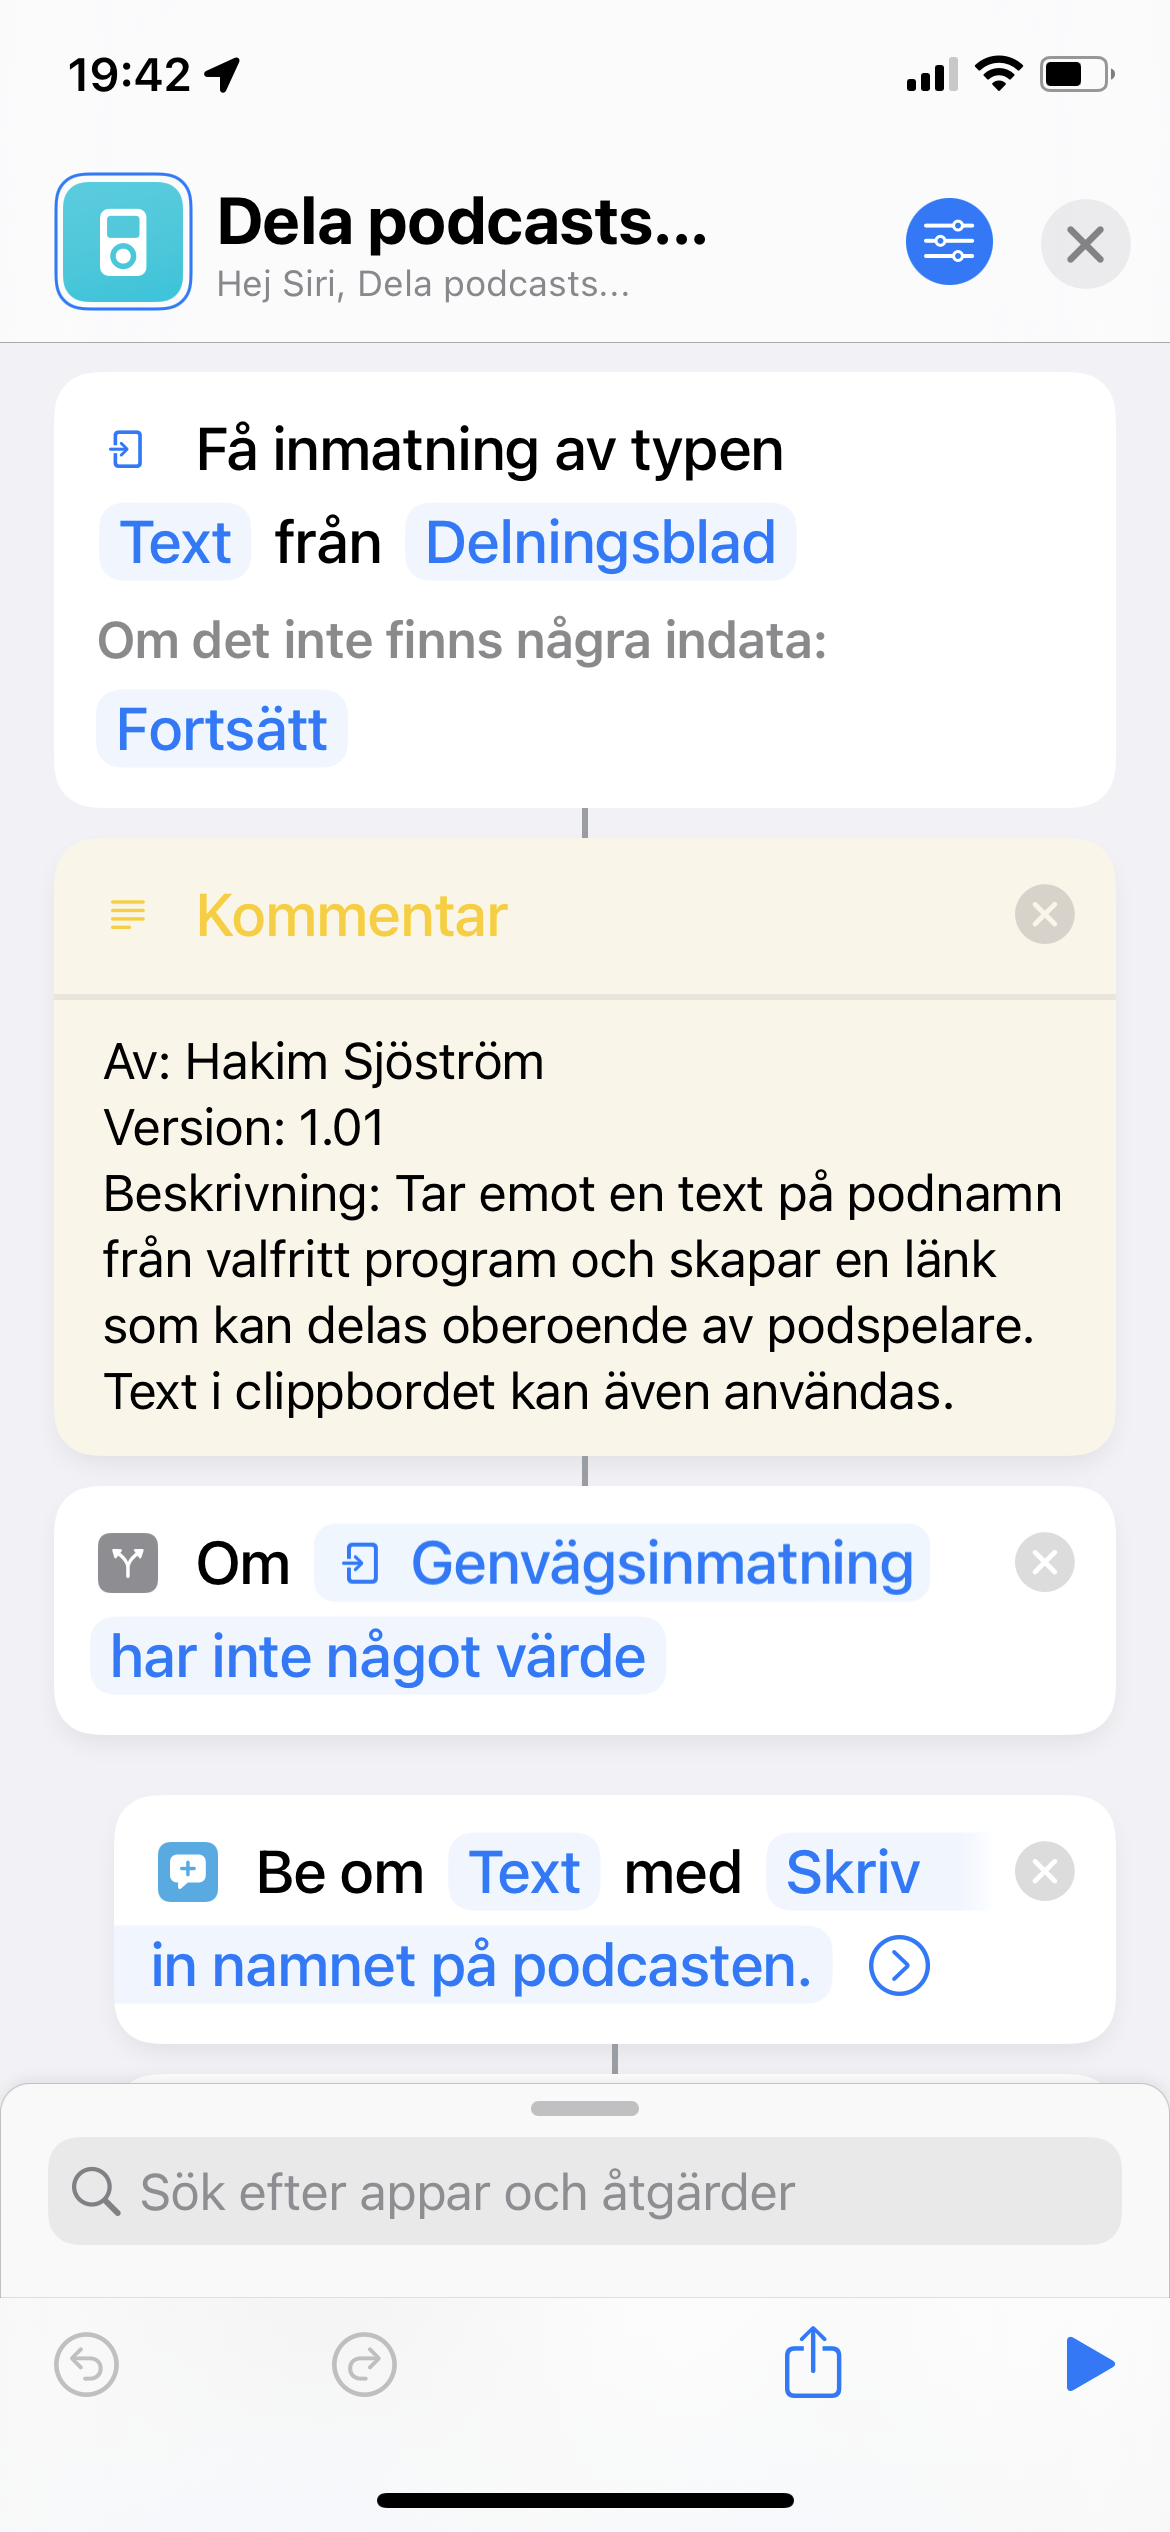 19:42
Dela podcasts...
Hej Siri, Dela podcasts...
Få inmatning av typen
Text från Delningsblad
Om det inte finns några indata:
Fortsätt
Kommentar
Av: Hakim Sjöström
Version: 1.01
Beskrivning: Tar emot en text på podnamn
från valfritt program och skapar en länk
som kan delas oberoende av podspelare.
Text i clippbordet kan även användas.
Om Genvägsinmatning
har inte något värde
Be om Text med Skriv
in namnet på podcasten.
Sök efter appar och åtgärder